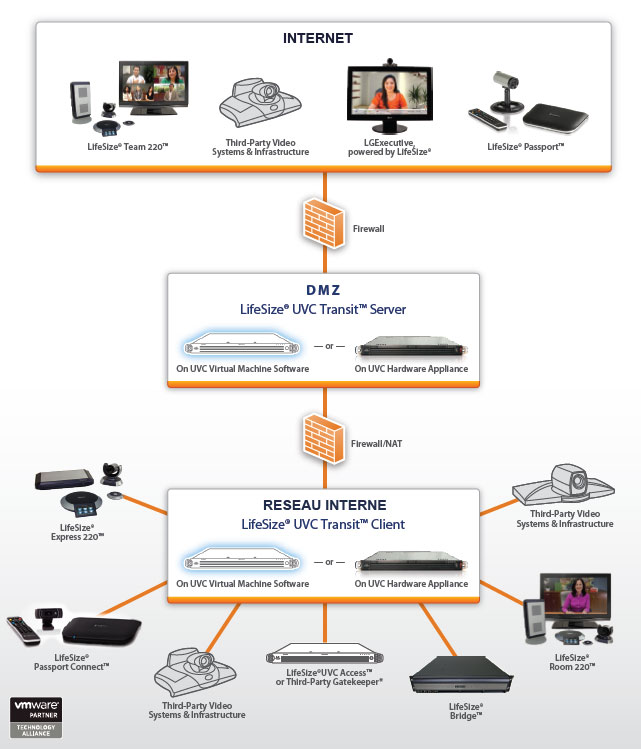 INTERNET
LifeSize® Team 220™
Third-Party Video
Systems & Infrastructure
LGExecutive,
powered by LifeSize®
LifeSize® Passport™
Firewall
DMZ
LifeSize® UVC Transit™ Server
— or —
On UVC Virtual Machine Software
On UVC Hardware Appliance
Firewall/NAT
RESEAU INTERNE
LifeSize® UVC Transit™ Client
— or —
On UVC Virtual Machine Software
On UVC Hardware Appliance
LifeSize®
Express 220™
Third-Party Video
Systems & Infrastructure
LifeSize®
Passport Connect™
Third-Party Video
Systems & Infrastructure
LifeSize®UVC Access™
or Third-Party Gatekeeper®
LifeSize®
Bridge™
LifeSize®
Room 220™
vmware
PARTNER
TECHNOLOGY
ALLIANCE